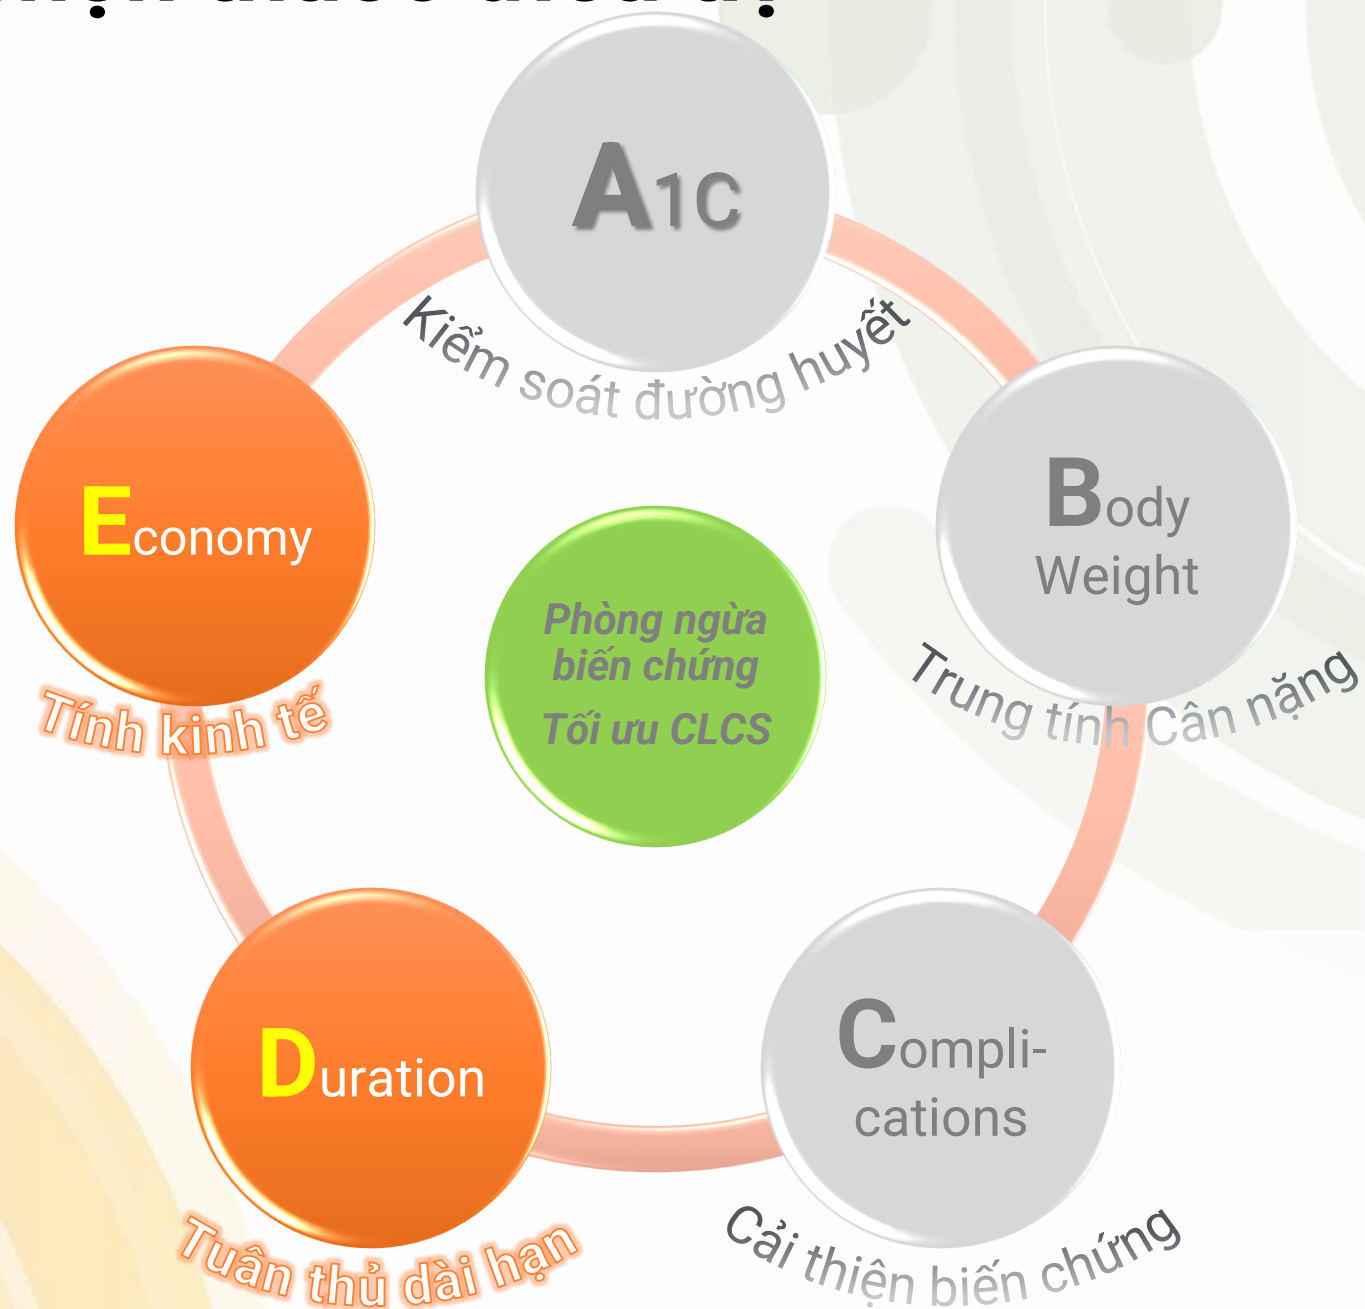 A1C
Kiểm soát đường huyết
Body
Weight
Trung tính Cân nặng
Compli-
cations
Cải thiện biến chứng
Duration
Tuân thủ dài hạn
Economy
Tính kinh tế
Phòng ngừa
biến chứng
Tối ưu CLCS